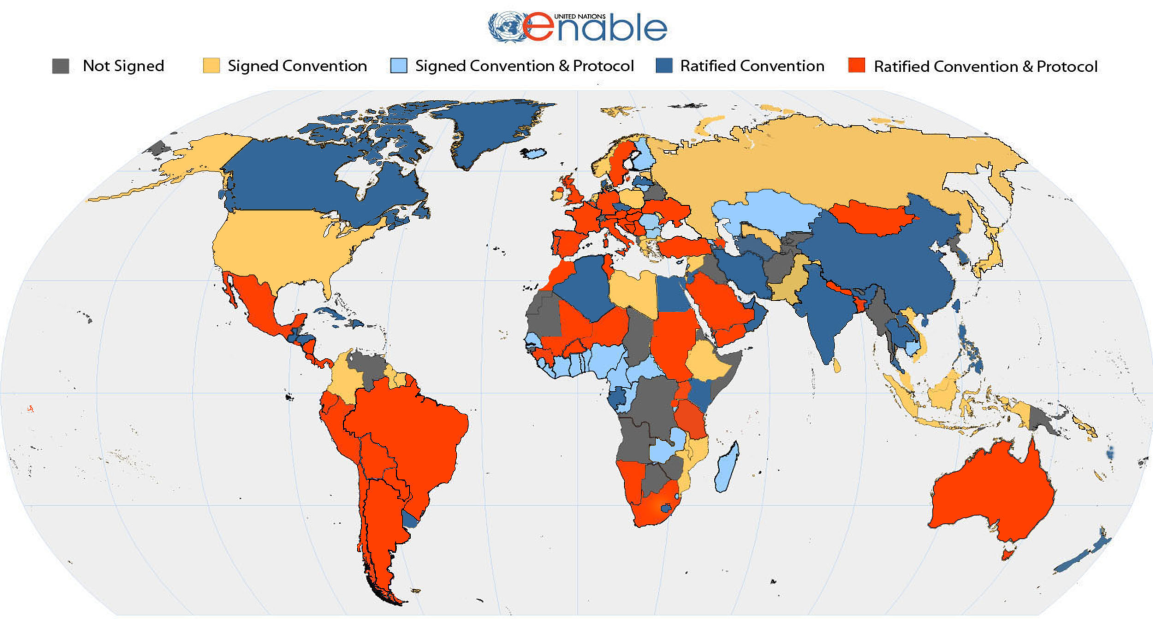 UNITED NATIONS
enable
Not Signed
Signed Convention
Signed Convention & Protocol
Ratified Convention
Ratified Convention & Protocol